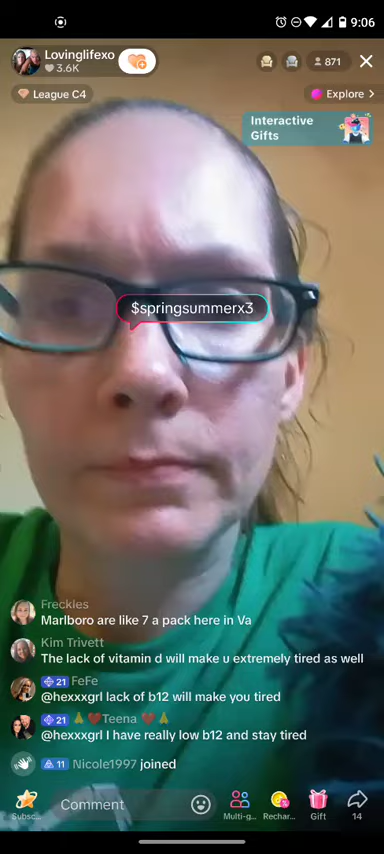 9:06
Lovinglifexo
3.6K
871
League C4
Explore >
Interactive
Gifts
$springsummerx3
Freckles
Marlboro are like 7 a pack here in Va
Kim Trivett
The lack of vitamin d will make u extremely tired as well
21 FeFe
@hexxxgrl lack of b12 will make you tired
21 🙏❤️Teena ❤️🙏
@hexxxgrl I have really low b12 and stay tired
11 Nicole1997 joined
Comment
Subsc... Multi-g... Rechar... Gift 14